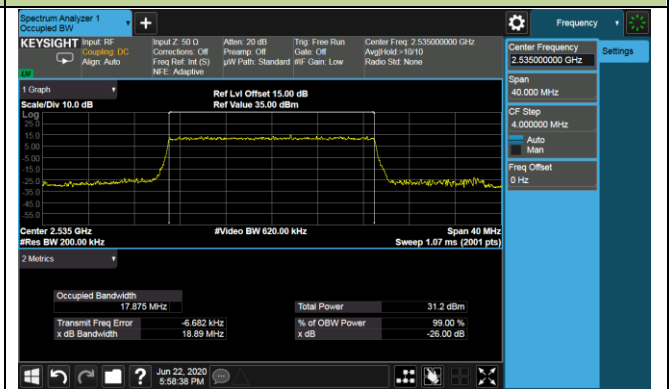 Spectrum Analyzer 1
Occupied BW
Frequency
KEYSIGHT
Input: RF
Coupling: DC
Align: Auto
Input Z: 50 Ω
Corrections: Off
Freq Ref: Int (S)
NFE: Adaptive
Atten: 20 dB
Preamp: Off
µW Path: Standard
Trig: Free Run
Gate: Off
#IF Gain: Low
Center Freq: 2.535000000 GHz
Avg|Hold:>10/10
Radio Std: None
1 Graph
Scale/Div 10.0 dB
Ref Lvl Offset 15.00 dB
Ref Value 35.00 dBm
Log
25.0
15.0
5.00
-5.00
-15.0
-25.0
-35.0
-45.0
-55.0
Center 2.535 GHz
#Res BW 200.00 kHz
#Video BW 620.00 kHz
Span 40 MHz
Sweep 1.07 ms (2001 pts)
2 Metrics
Occupied Bandwidth
17.875 MHz
Total Power 31.2 dBm
Transmit Freq Error -6.682 kHz
% of OBW Power 99.00 %
x dB Bandwidth 18.89 MHz
x dB -26.00 dB
Center Frequency
2.535000000 GHz
Settings
Span
40.000 MHz
CF Step
4.000000 MHz
Auto
Man
Freq Offset
0 Hz
Jun 22, 2020
5:58:38 PM